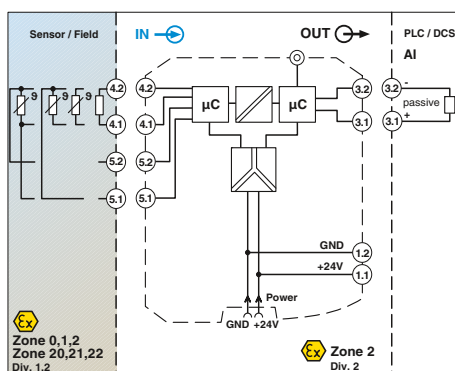 Sensor / Field
IN
OUT
PLC / DCS
AI
ϑ ϑ ϑ
4.2 4.2 µC µC 3.2 3.2 -
passive
4.1 4.1 3.1 3.1 +
5.2 5.2
5.1 5.1
GND 1.2
+24V 1.1
Power
GND +24V
Ex
Zone 0,1,2
Zone 20,21,22
Div. 1,2
Ex Zone 2
Div. 2